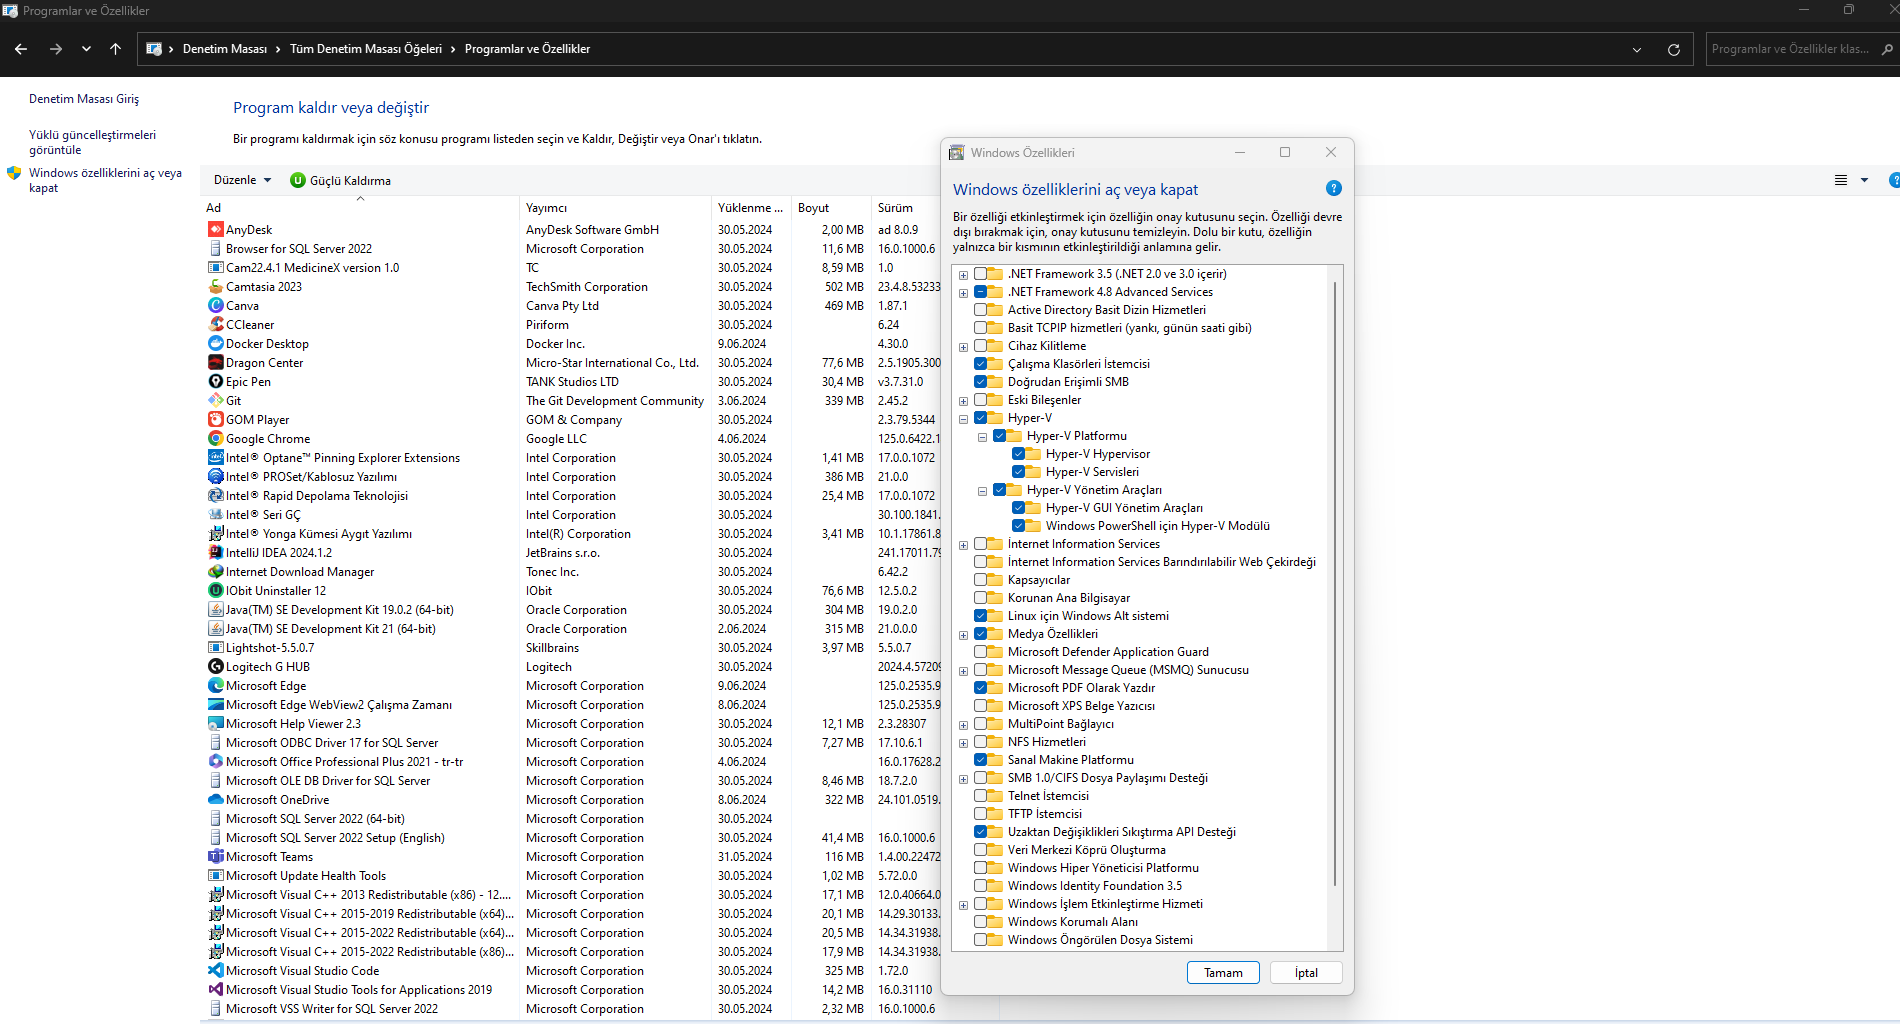 Programlar ve Özellikler
Denetim Masası
Tüm Denetim Masası Öğeleri
Programlar ve Özellikler
Programlar ve Özellikler klas...
Denetim Masası Giriş
Yüklü güncelleştirmeleri
görüntüle
Windows özelliklerini aç veya
kapat
Program kaldır veya değiştir
Bir programı kaldırmak için söz konusu programı listeden seçin ve Kaldır, Değiştir veya Onar'ı tıklatın.
Düzenle
Güçlü Kaldırma
Ad Yayımcı Yüklenme ... Boyut Sürüm
AnyDesk AnyDesk Software GmbH 30.05.2024 2,00 MB ad 8.0.9
Browser for SQL Server 2022 Microsoft Corporation 30.05.2024 11,6 MB 16.0.1000.6
Cam22.4.1 MedicineX version 1.0 TC 30.05.2024 8,59 MB 1.0
Camtasia 2023 TechSmith Corporation 30.05.2024 502 MB 23.4.8.53233
Canva Canva Pty Ltd 30.05.2024 469 MB 1.87.1
CCleaner Piriform 30.05.2024 6.24
Docker Desktop Docker Inc. 9.06.2024 4.30.0
Dragon Center Micro-Star International Co., Ltd. 30.05.2024 77,6 MB 2.5.1905.300
Epic Pen TANK Studios LTD 30.05.2024 30,4 MB v3.7.31.0
Git The Git Development Community 3.06.2024 339 MB 2.45.2
GOM Player GOM & Company 30.05.2024 2.3.79.5344
Google Chrome Google LLC 4.06.2024 125.0.6422.1
Intel® Optane™ Pinning Explorer Extensions Intel Corporation 30.05.2024 1,41 MB 17.0.0.1072
Intel® PROSet/Kablosuz Yazılımı Intel Corporation 30.05.2024 386 MB 21.0.0
Intel® Rapid Depolama Teknolojisi Intel Corporation 30.05.2024 25,4 MB 17.0.0.1072
Intel® Seri GÇ Intel Corporation 30.05.2024 30.100.1841.
Intel® Yonga Kümesi Aygıt Yazılımı Intel(R) Corporation 30.05.2024 3,41 MB 10.1.17861.8
IntelliJ IDEA 2024.1.2 JetBrains s.r.o. 30.05.2024 241.17011.79
Internet Download Manager Tonec Inc. 30.05.2024 6.42.2
IObit Uninstaller 12 IObit 30.05.2024 76,6 MB 12.5.0.2
Java(TM) SE Development Kit 19.0.2 (64-bit) Oracle Corporation 30.05.2024 304 MB 19.0.2.0
Java(TM) SE Development Kit 21 (64-bit) Oracle Corporation 2.06.2024 315 MB 21.0.0.0
Lightshot-5.5.0.7 Skillbrains 30.05.2024 3,97 MB 5.5.0.7
Logitech G HUB Logitech 30.05.2024 2024.4.57209
Microsoft Edge Microsoft Corporation 9.06.2024 125.0.2535.9
Microsoft Edge WebView2 Çalışma Zamanı Microsoft Corporation 8.06.2024 125.0.2535.9
Microsoft Help Viewer 2.3 Microsoft Corporation 30.05.2024 12,1 MB 2.3.28307
Microsoft ODBC Driver 17 for SQL Server Microsoft Corporation 30.05.2024 7,27 MB 17.10.6.1
Microsoft Office Professional Plus 2021 - tr-tr Microsoft Corporation 4.06.2024 16.0.17628.2
Microsoft OLE DB Driver for SQL Server Microsoft Corporation 30.05.2024 8,46 MB 18.7.2.0
Microsoft OneDrive Microsoft Corporation 8.06.2024 322 MB 24.101.0519.
Microsoft SQL Server 2022 (64-bit) Microsoft Corporation 30.05.2024
Microsoft SQL Server 2022 Setup (English) Microsoft Corporation 30.05.2024 41,4 MB 16.0.1000.6
Microsoft Teams Microsoft Corporation 31.05.2024 116 MB 1.4.00.22472
Microsoft Update Health Tools Microsoft Corporation 30.05.2024 1,02 MB 5.72.0.0
Microsoft Visual C++ 2013 Redistributable (x86) - 12.... Microsoft Corporation 30.05.2024 17,1 MB 12.0.40664.0
Microsoft Visual C++ 2015-2019 Redistributable (x64)... Microsoft Corporation 30.05.2024 20,1 MB 14.29.30133.
Microsoft Visual C++ 2015-2022 Redistributable (x64)... Microsoft Corporation 30.05.2024 20,5 MB 14.34.31938.
Microsoft Visual C++ 2015-2022 Redistributable (x86)... Microsoft Corporation 30.05.2024 17,9 MB 14.34.31938.
Microsoft Visual Studio Code Microsoft Corporation 30.05.2024 325 MB 1.72.0
Microsoft Visual Studio Tools for Applications 2019 Microsoft Corporation 30.05.2024 14,2 MB 16.0.31110
Microsoft VSS Writer for SQL Server 2022 Microsoft Corporation 30.05.2024 2,32 MB 16.0.1000.6
Windows Özellikleri
Windows özelliklerini aç veya kapat
Bir özelliği etkinleştirmek için özelliğin onay kutusunu seçin. Özelliği devre
dışı bırakmak için, onay kutusunu temizleyin. Dolu bir kutu, özelliğin
yalnızca bir kısmının etkinleştirildiği anlamına gelir.
.NET Framework 3.5 (.NET 2.0 ve 3.0 içerir)
.NET Framework 4.8 Advanced Services
Active Directory Basit Dizin Hizmetleri
Basit TCPIP hizmetleri (yankı, günün saati gibi)
Cihaz Kilitleme
Çalışma Klasörleri İstemcisi
Doğrudan Erişimli SMB
Eski Bileşenler
Hyper-V
Hyper-V Platformu
Hyper-V Hypervisor
Hyper-V Servisleri
Hyper-V Yönetim Araçları
Hyper-V GUI Yönetim Araçları
Windows PowerShell için Hyper-V Modülü
İnternet Information Services
İnternet Information Services Barındırılabilir Web Çekirdeği
Kapsayıcılar
Korunan Ana Bilgisayar
Linux için Windows Alt sistemi
Medya Özellikleri
Microsoft Defender Application Guard
Microsoft Message Queue (MSMQ) Sunucusu
Microsoft PDF Olarak Yazdır
Microsoft XPS Belge Yazıcısı
MultiPoint Bağlayıcı
NFS Hizmetleri
Sanal Makine Platformu
SMB 1.0/CIFS Dosya Paylaşımı Desteği
Telnet İstemcisi
TFTP İstemcisi
Uzaktan Değişiklikleri Sıkıştırma API Desteği
Veri Merkezi Köprü Oluşturma
Windows Hiper Yöneticisi Platformu
Windows Identity Foundation 3.5
Windows İşlem Etkinleştirme Hizmeti
Windows Korumalı Alanı
Windows Öngörülen Dosya Sistemi
Tamam
İptal